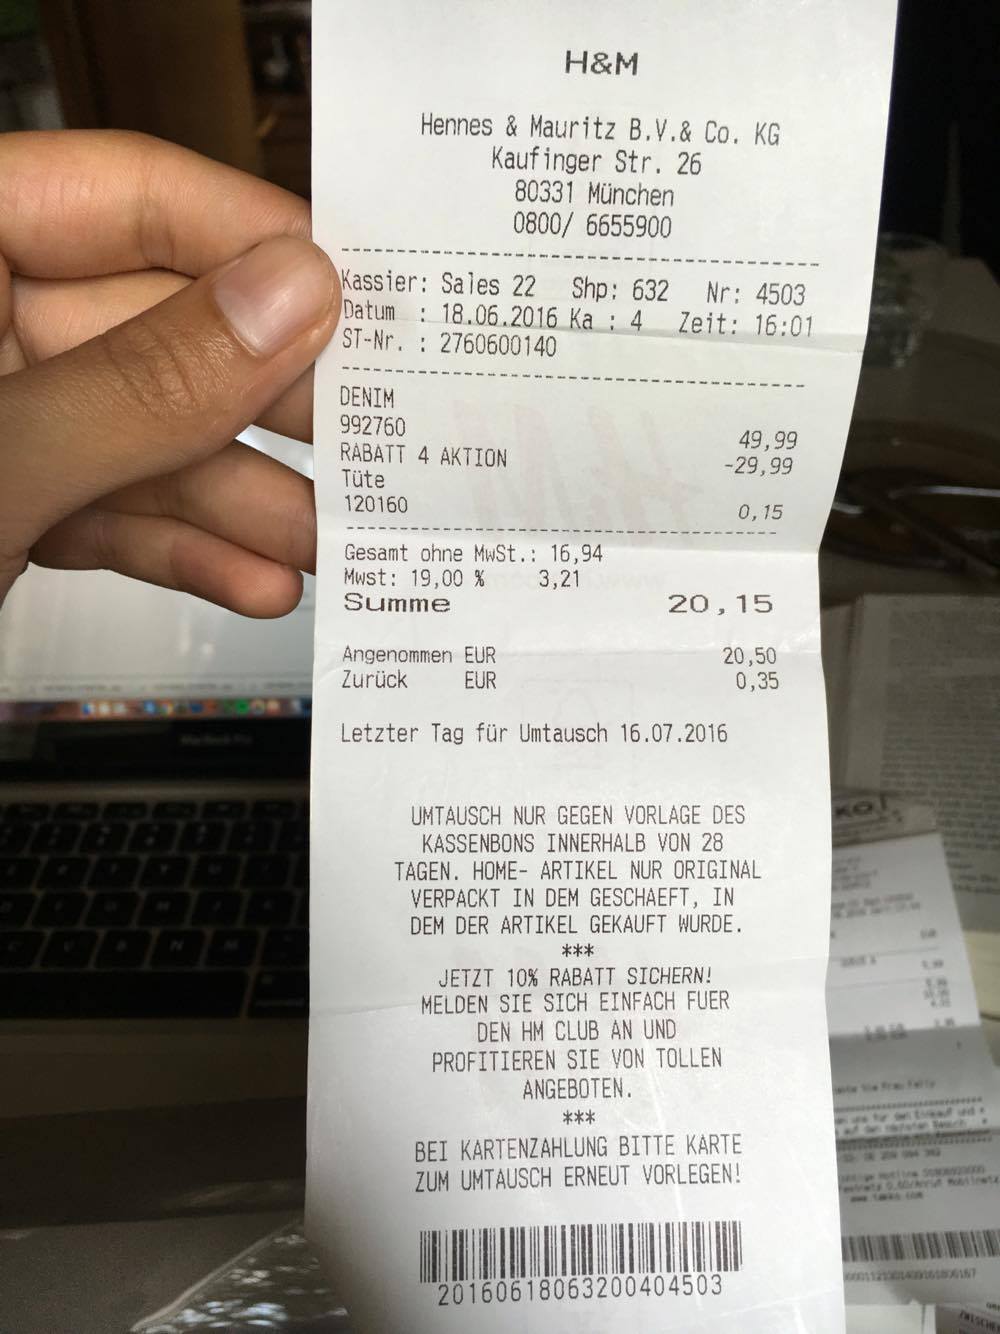 H&M
Hennes & Mauritz B.V.& Co. KG
Kaufinger Str. 26
80331 München
0800/ 6655900
Kassier: Sales 22 Shp: 632 Nr: 4503
Datum : 18.06.2016 Ka : 4 Zeit: 16:01
ST-Nr. : 2760600140
DENIM
992760 49,99
RABATT 4 AKTION -29,99
Tüte
120160 0,15
Gesamt ohne MwSt.: 16,94
Mwst: 19,00 % 3,21
Summe 20,15
Angenommen EUR 20,50
Zurück EUR 0,35
Letzter Tag für Umtausch 16.07.2016
UMTAUSCH NUR GEGEN VORLAGE DES
KASSENBONS INNERHALB VON 28
TAGEN. HOME- ARTIKEL NUR ORIGINAL
VERPACKT IN DEM GESCHAEFT, IN
DEM DER ARTIKEL GEKAUFT WURDE.
***
JETZT 10% RABATT SICHERN!
MELDEN SIE SICH EINFACH FUER
DEN HM CLUB AN UND
PROFITIEREN SIE VON TOLLEN
ANGEBOTEN.
***
BEI KARTENZAHLUNG BITTE KARTE
ZUM UMTAUSCH ERNEUT VORLEGEN!
2016061806320040​4503